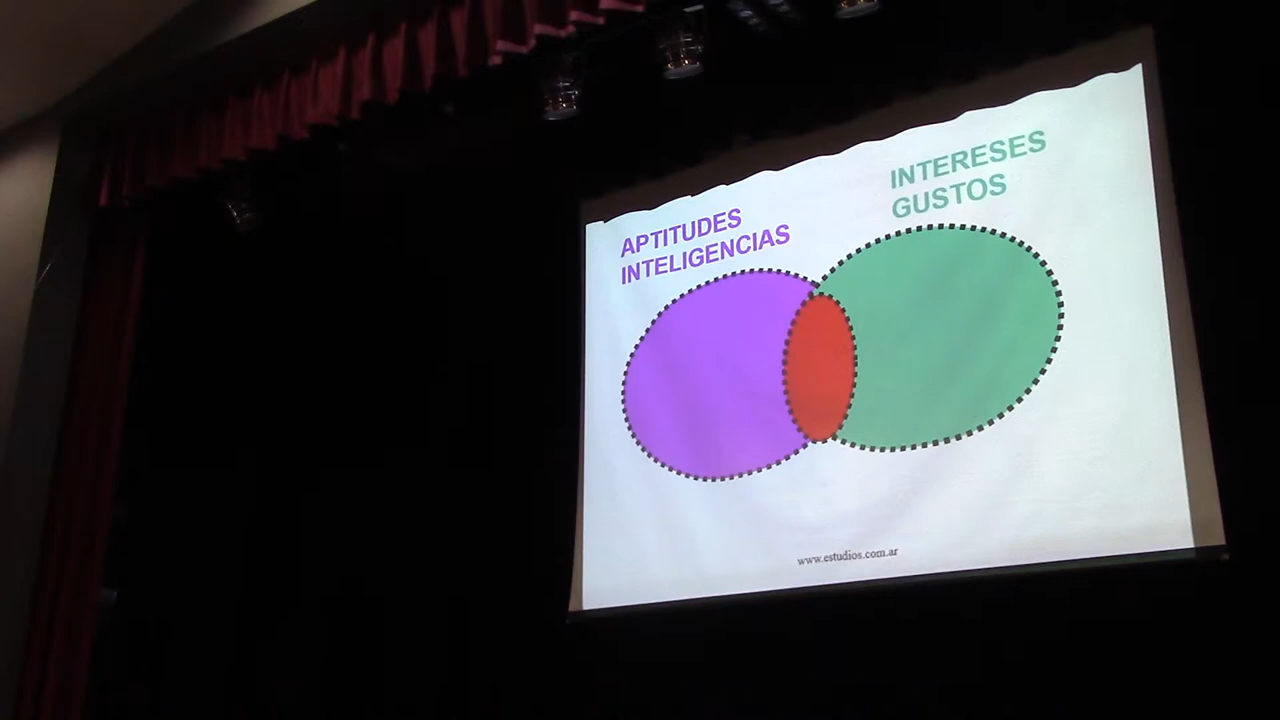 APTITUDES
INTELIGENCIAS
INTERESES
GUSTOS
www.estudios.com.ar